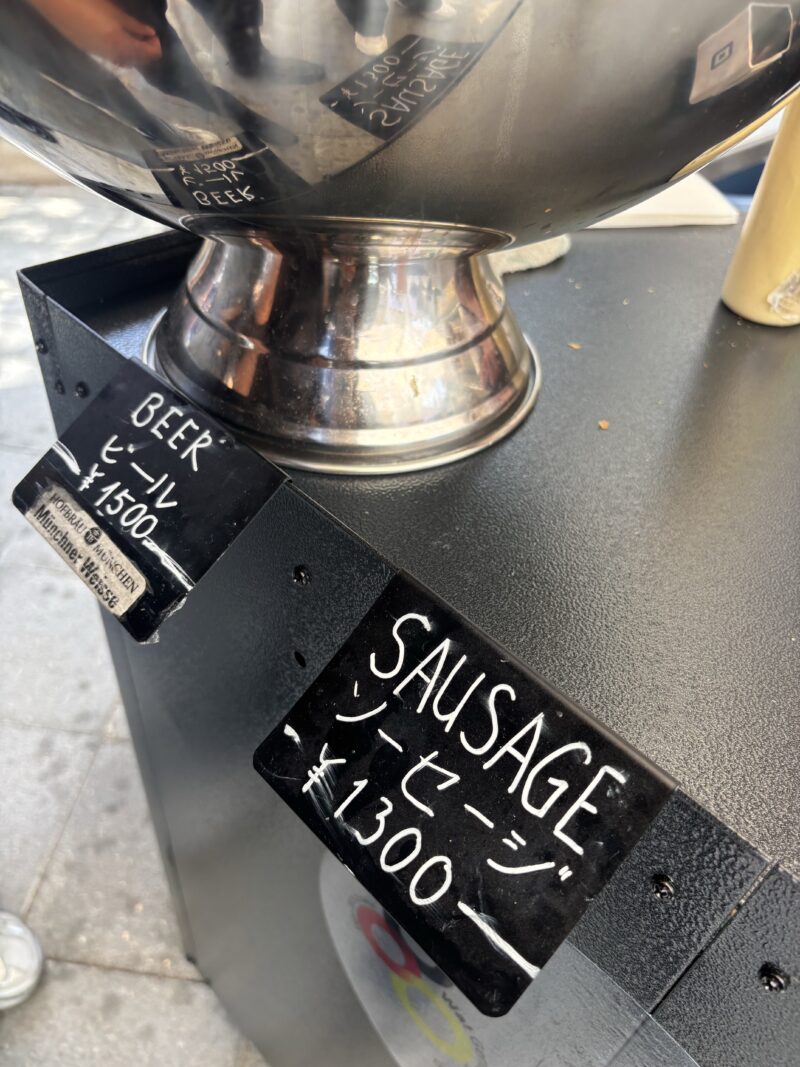 BEER
ビール
¥1500
HOFBRÄU MÜNCHEN
Münchner Weisse
SAUSAGE
ソーセージ
¥1300